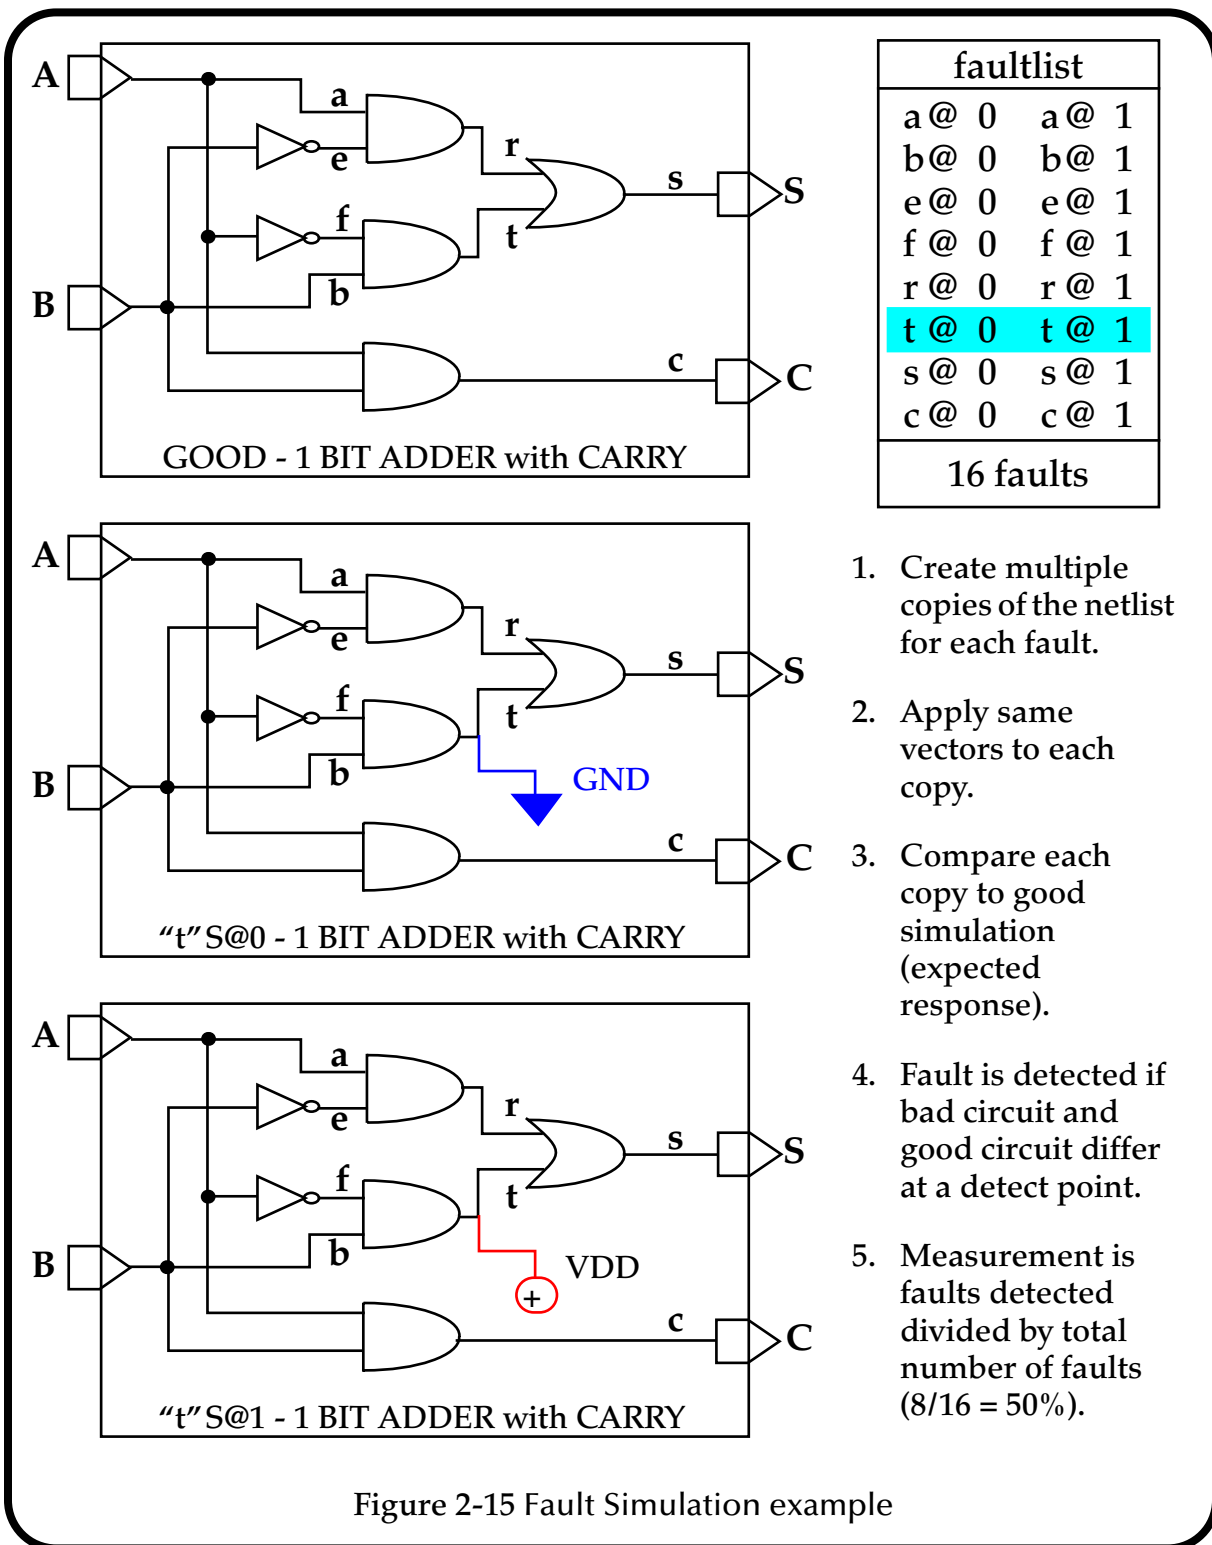 A
a
e
r
s
S
f
t
b
B
c
C
GOOD - 1 BIT ADDER with CARRY
faultlist
a @ 0 a @ 1
b @ 0 b @ 1
e @ 0 e @ 1
f @ 0 f @ 1
r @ 0 r @ 1
t @ 0 t @ 1
s @ 0 s @ 1
c @ 0 c @ 1
16 faults
A
a
e
r
s
S
f
t
b
GND
B
c
C
“t” S@0 - 1 BIT ADDER with CARRY
A
a
e
r
s
S
f
t
b
VDD
+
B
c
C
“t” S@1 - 1 BIT ADDER with CARRY
1. Create multiple
copies of the netlist
for each fault.
2. Apply same
vectors to each
copy.
3. Compare each
copy to good
simulation
(expected
response).
4. Fault is detected if
bad circuit and
good circuit differ
at a detect point.
5. Measurement is
faults detected
divided by total
number of faults
(8/16 = 50%).
Figure 2-15 Fault Simulation example